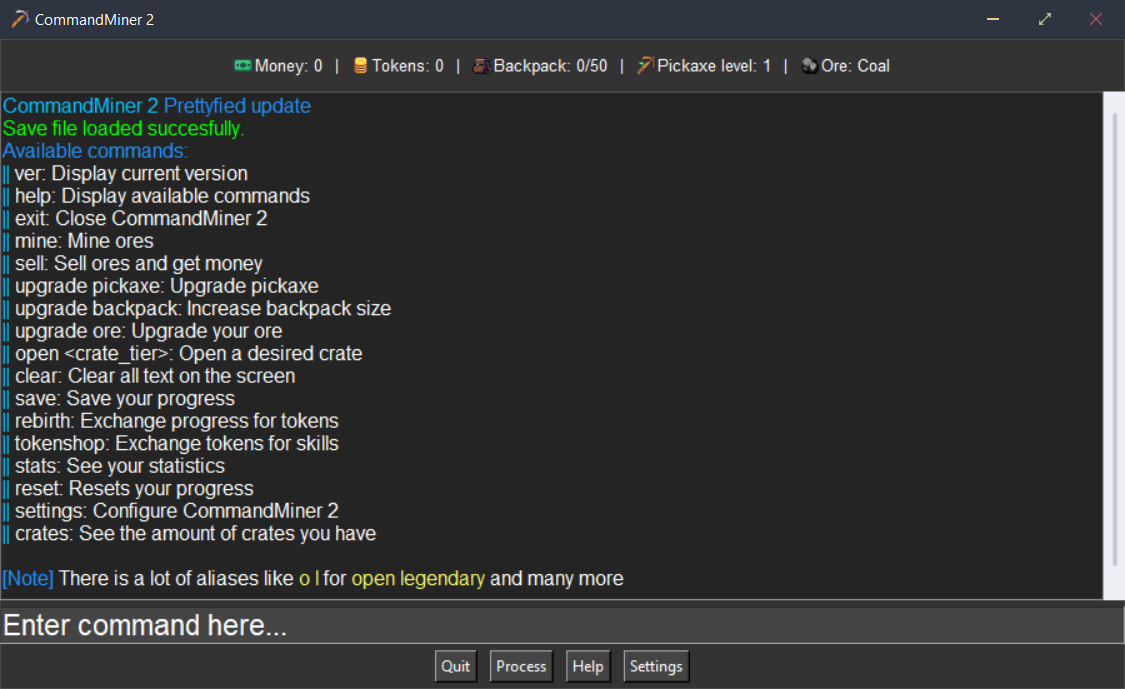 CommandMiner 2
Money: 0 | Tokens: 0 | Backpack: 0/50 | Pickaxe level: 1 | Ore: Coal
CommandMiner 2 Prettyfied update
Save file loaded succesfully.
Available commands:
|| ver: Display current version
|| help: Display available commands
|| exit: Close CommandMiner 2
|| mine: Mine ores
|| sell: Sell ores and get money
|| upgrade pickaxe: Upgrade pickaxe
|| upgrade backpack: Increase backpack size
|| upgrade ore: Upgrade your ore
|| open <crate_tier>: Open a desired crate
|| clear: Clear all text on the screen
|| save: Save your progress
|| rebirth: Exchange progress for tokens
|| tokenshop: Exchange tokens for skills
|| stats: See your statistics
|| reset: Resets your progress
|| settings: Configure CommandMiner 2
|| crates: See the amount of crates you have
[Note] There is a lot of aliases like o l for open legendary and many more
Enter command here...
Quit Process Help Settings